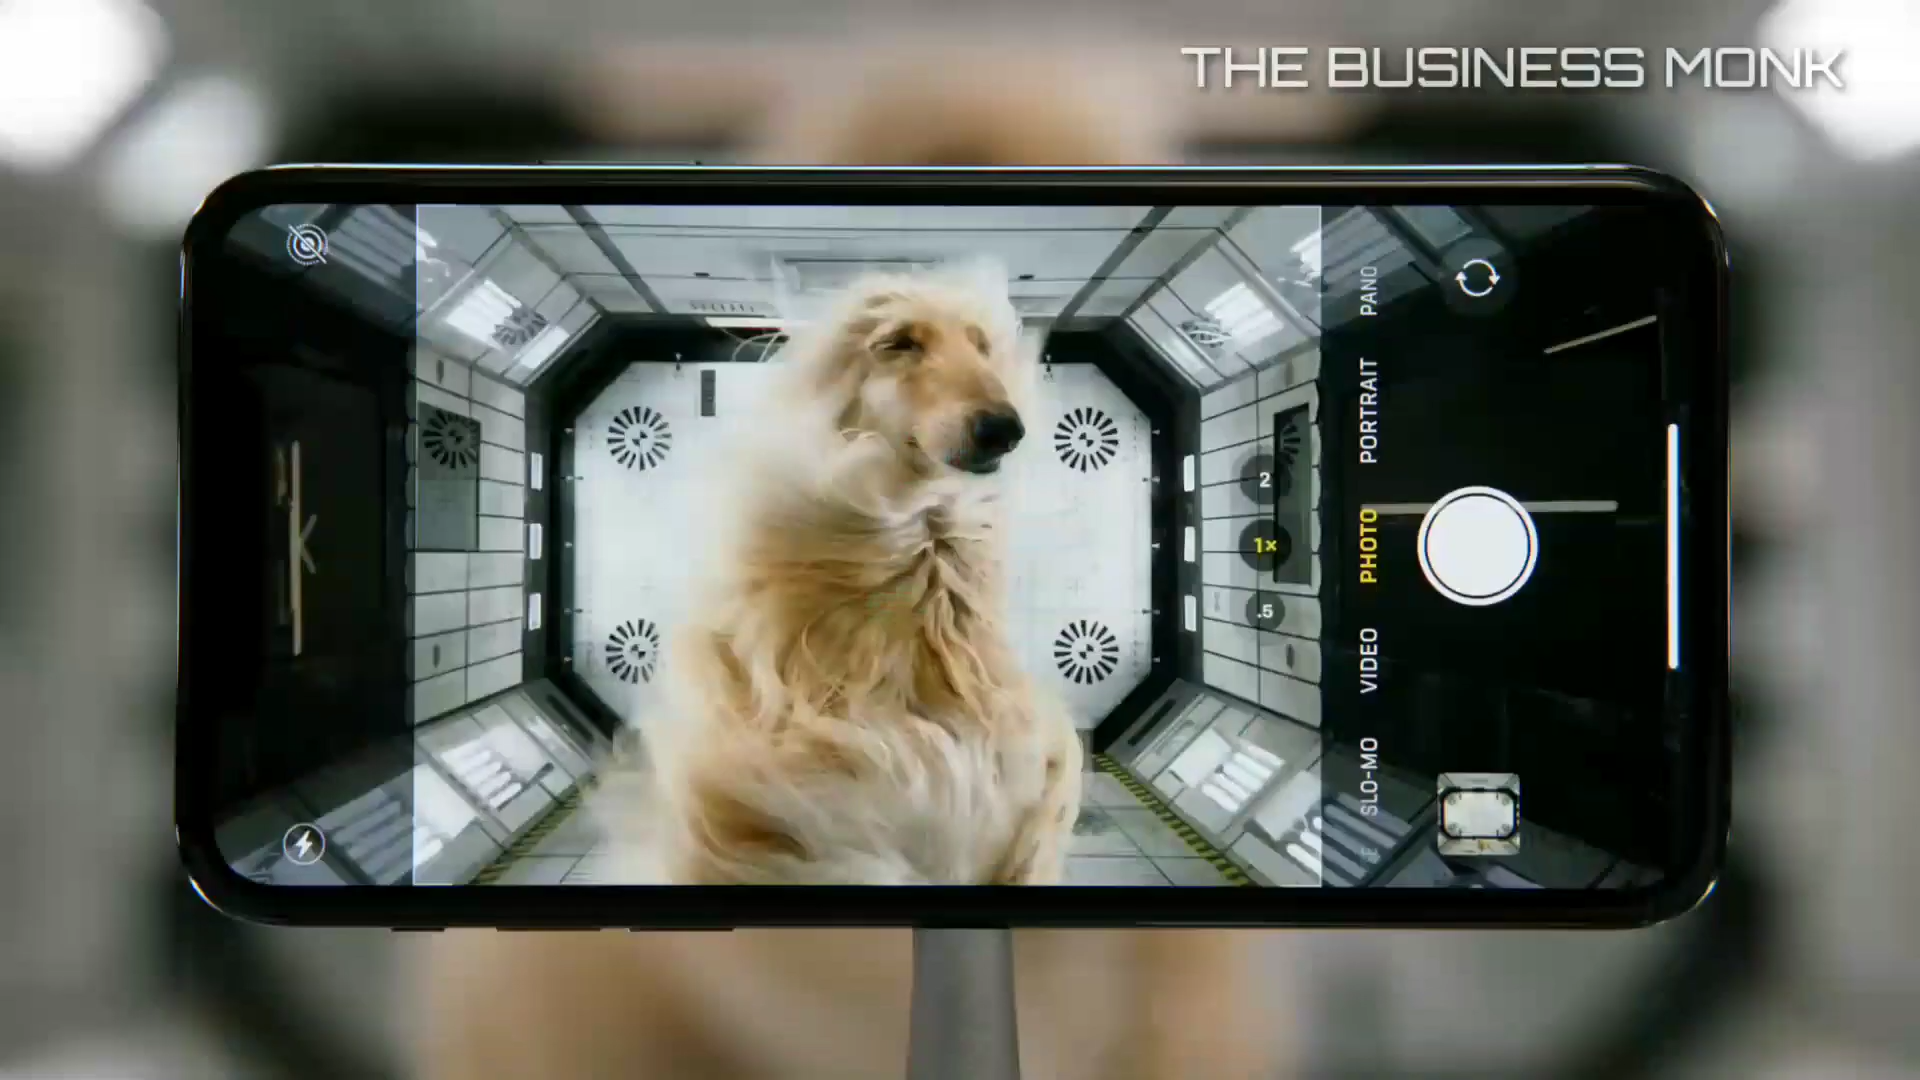 THE BUSINESS MONK
PANO
PORTRAIT
PHOTO
VIDEO
SLO-MO
2
1×
.5